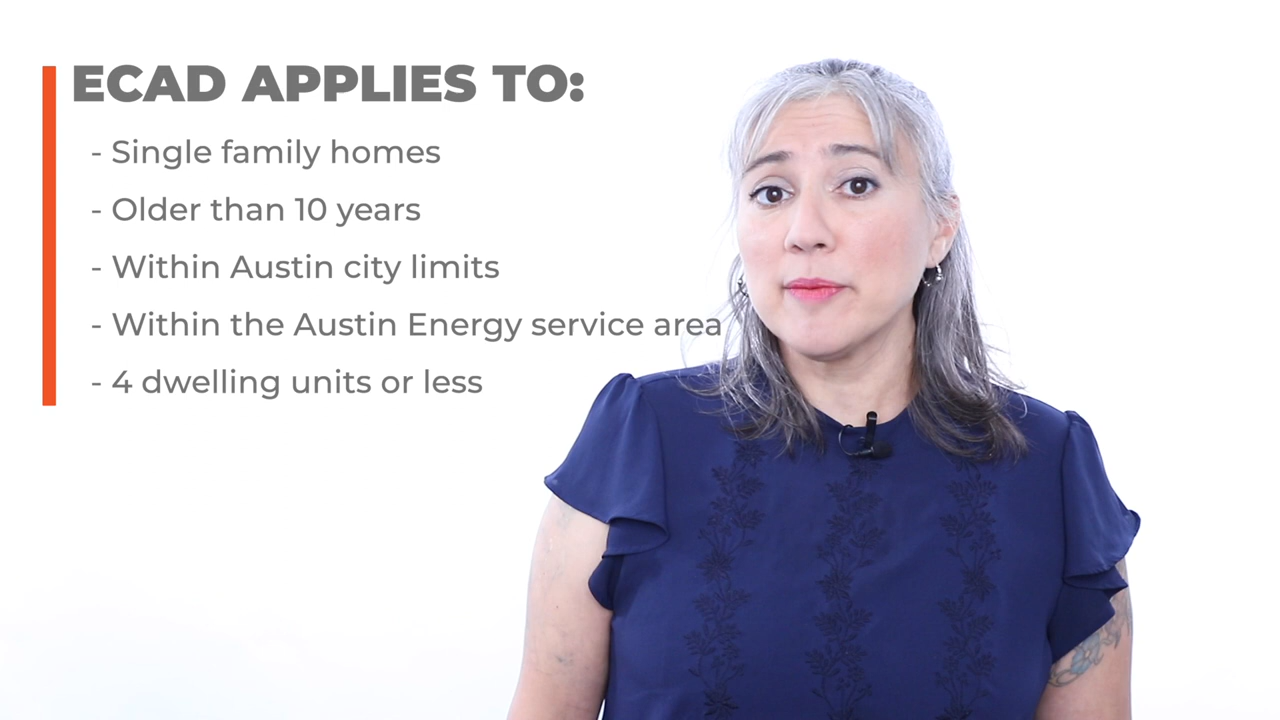 ECAD APPLIES TO:
- Single family homes
- Older than 10 years
- Within Austin city limits
- Within the Austin Energy service area
- 4 dwelling units or less